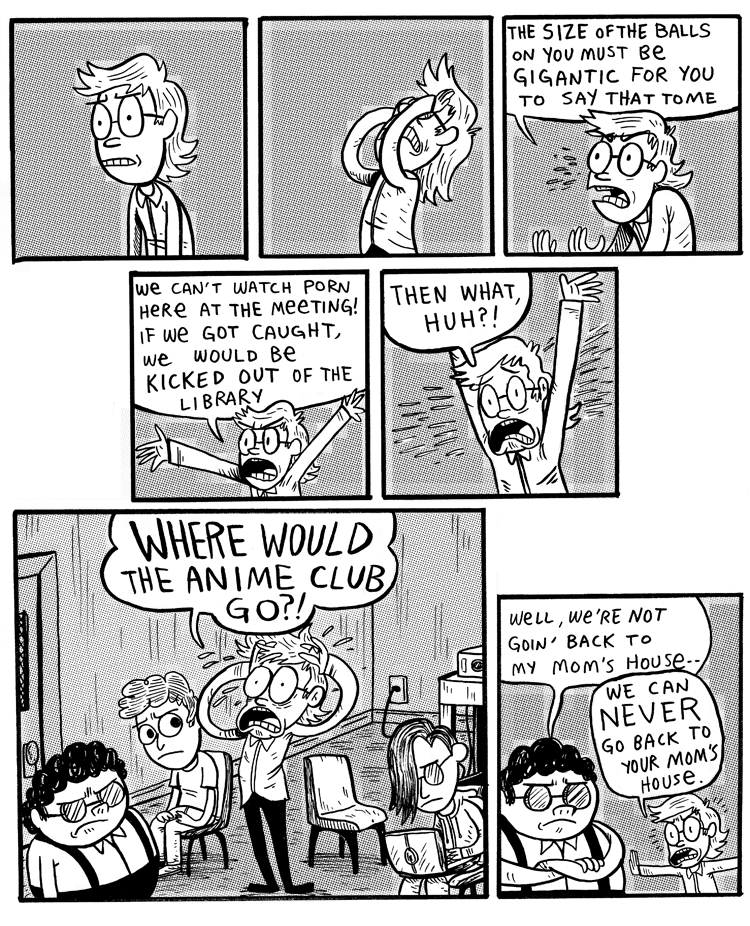 THE SIZE OF THE BALLS
ON YOU MUST BE
GIGANTIC FOR YOU
TO SAY THAT TO ME
WE CAN'T WATCH PORN
HERE AT THE MEETING!
IF WE GOT CAUGHT,
WE WOULD BE
KICKED OUT OF THE
LIBRARY
THEN WHAT,
HUH?!
WHERE WOULD
THE ANIME CLUB
GO?!
WELL, WE'RE NOT
GOIN' BACK TO
MY MOM'S HOUSE--
WE CAN
NEVER
GO BACK TO
YOUR MOM'S
HOUSE.